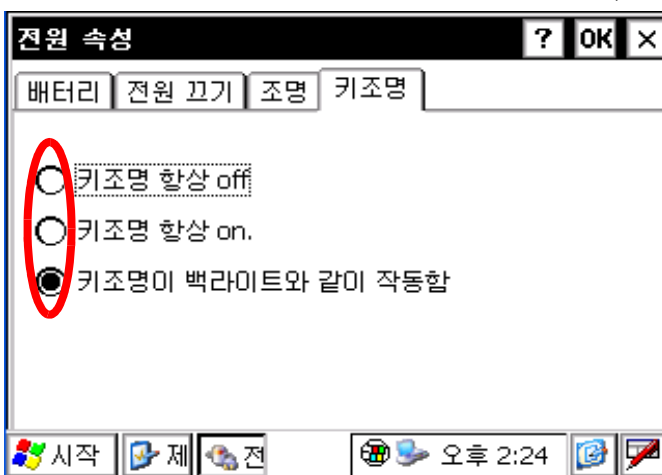 전원 속성 ? OK ×
배터리 전원 끄기 조명 키조명
키조명 항상 off
키조명 항상 on.
키조명이 백라이트와 같이 작동함
시작 제 전 오후 2:24